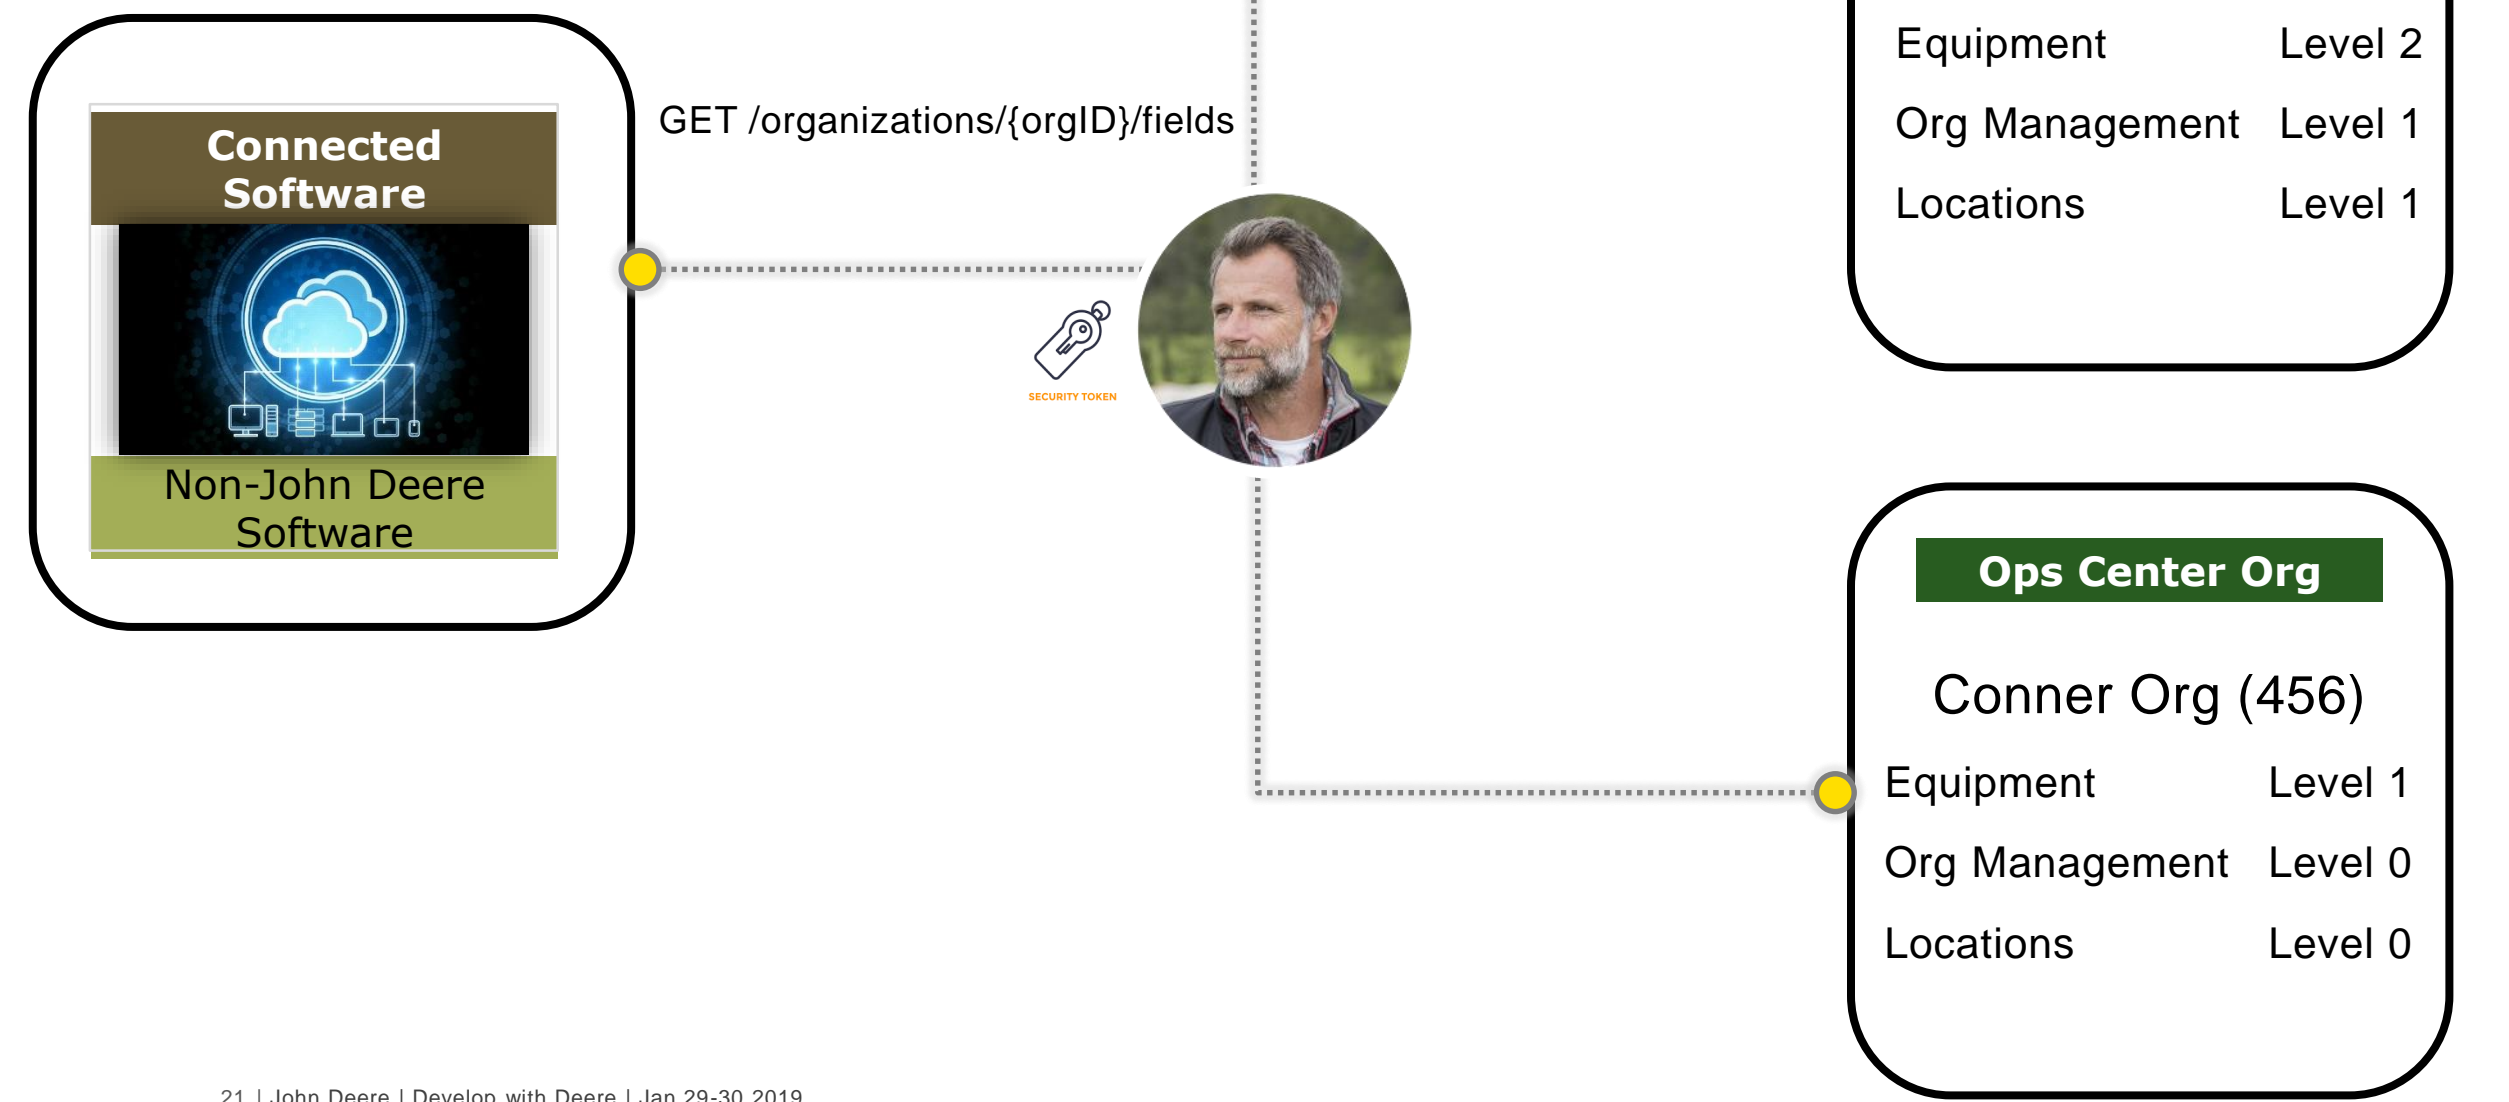 Connected
Software
Non-John Deere
Software
GET /organizations/{orgID}/fields
SECURITY TOKEN
Equipment Level 2
Org Management Level 1
Locations Level 1
Ops Center Org
Conner Org (456)
Equipment Level 1
Org Management Level 0
Locations Level 0
21 | John Deere | Develop with Deere | Jan 29-30 2019